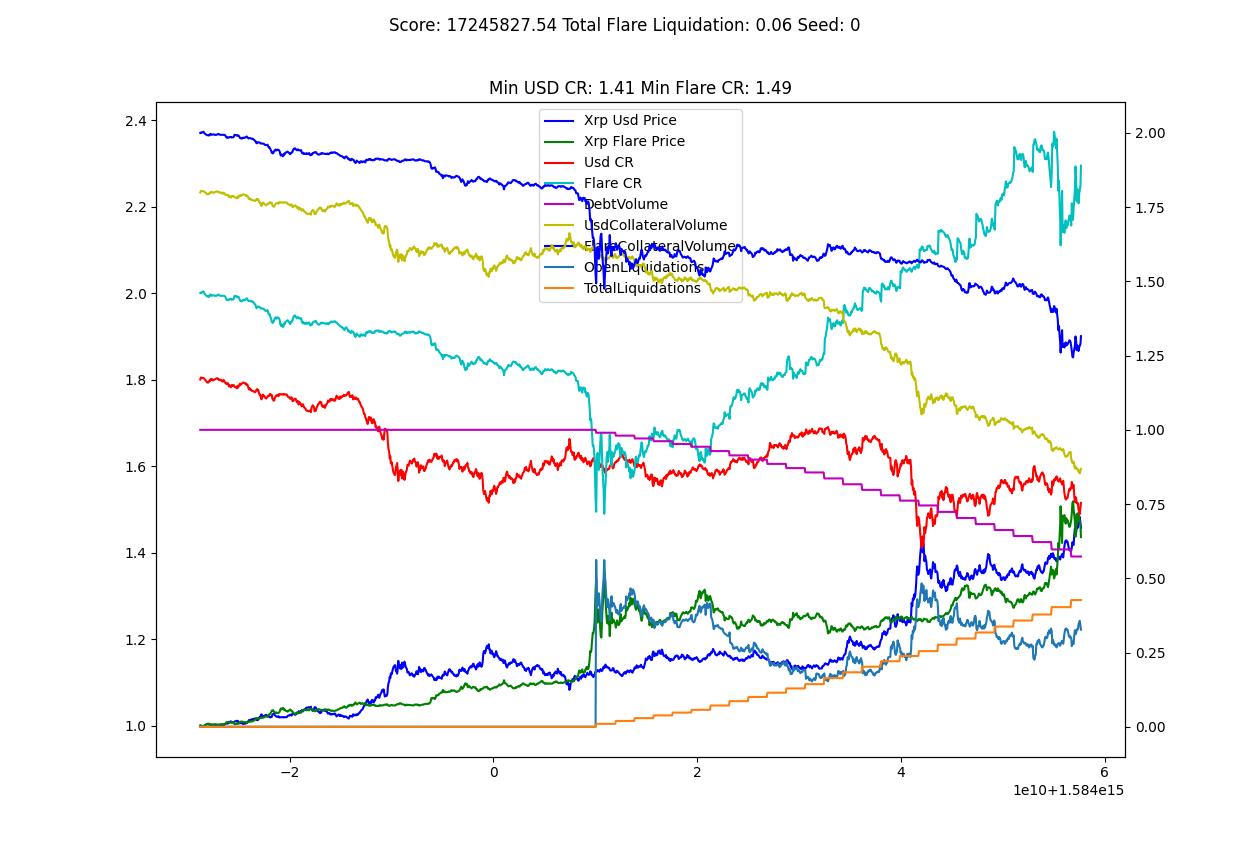 Score: 17245827.54 Total Flare Liquidation: 0.06 Seed: 0
Min USD CR: 1.41 Min Flare CR: 1.49
Xrp Usd Price
Xrp Flare Price
Usd CR
Flare CR
DebtVolume
UsdCollateralVolume
FlareCollateralVolume
OpenLiquidations
TotalLiquidations
2.4
2.2
2.0
1.8
1.6
1.4
1.2
1.0
2.00
1.75
1.50
1.25
1.00
0.75
0.50
0.25
0.00
−2
0
2
4
6
1e10+1.584e15